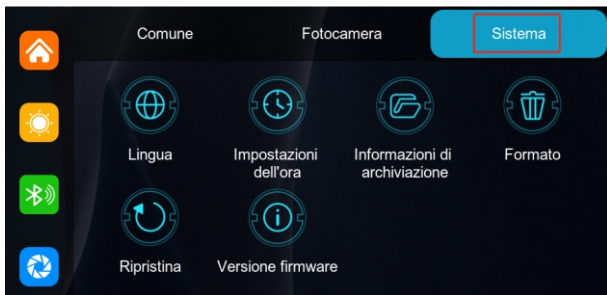 Comune
Fotocamera
Sistema
Lingua
Impostazioni
dell'ora
Informazioni di
archiviazione
Formato
Ripristina
Versione firmware